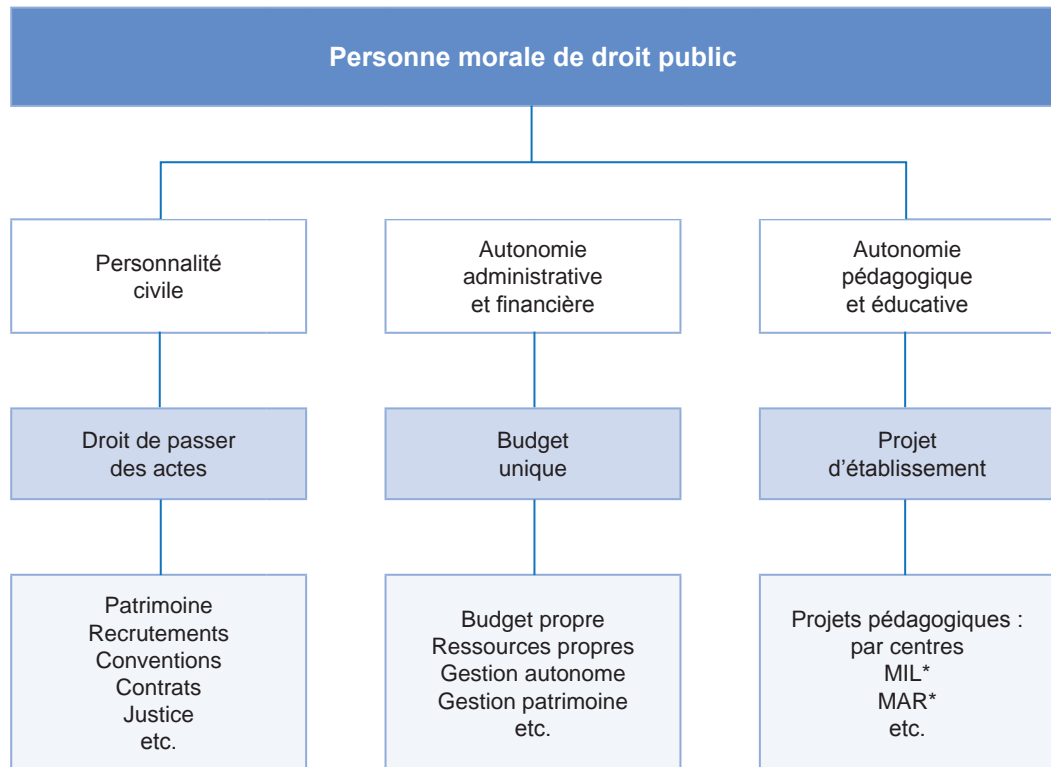 Personne morale de droit public
Personnalité
civile
Autonomie
administrative
et financière
Autonomie
pédagogique
et éducative
Droit de passer
des actes
Budget
unique
Projet
d’établissement
Patrimoine
Recrutements
Conventions
Contrats
Justice
etc.
Budget propre
Ressources propres
Gestion autonome
Gestion patrimoine
etc.
Projets pédagogiques :
par centres
MIL*
MAR*
etc.